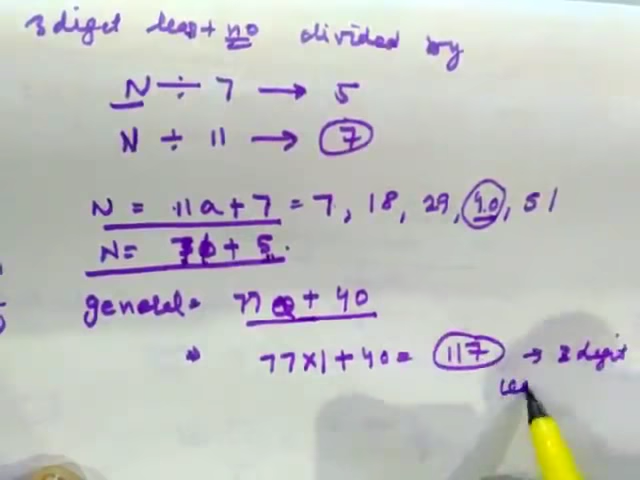 3 digit least no divided by
N ÷ 7 → 5
N ÷ 11 → 7
N = 11a + 7 = 7, 18, 29, 40, 51
N = 7b + 5
general = 77 + 40
⇒ 77×1 + 40 = 117 → 3 digit